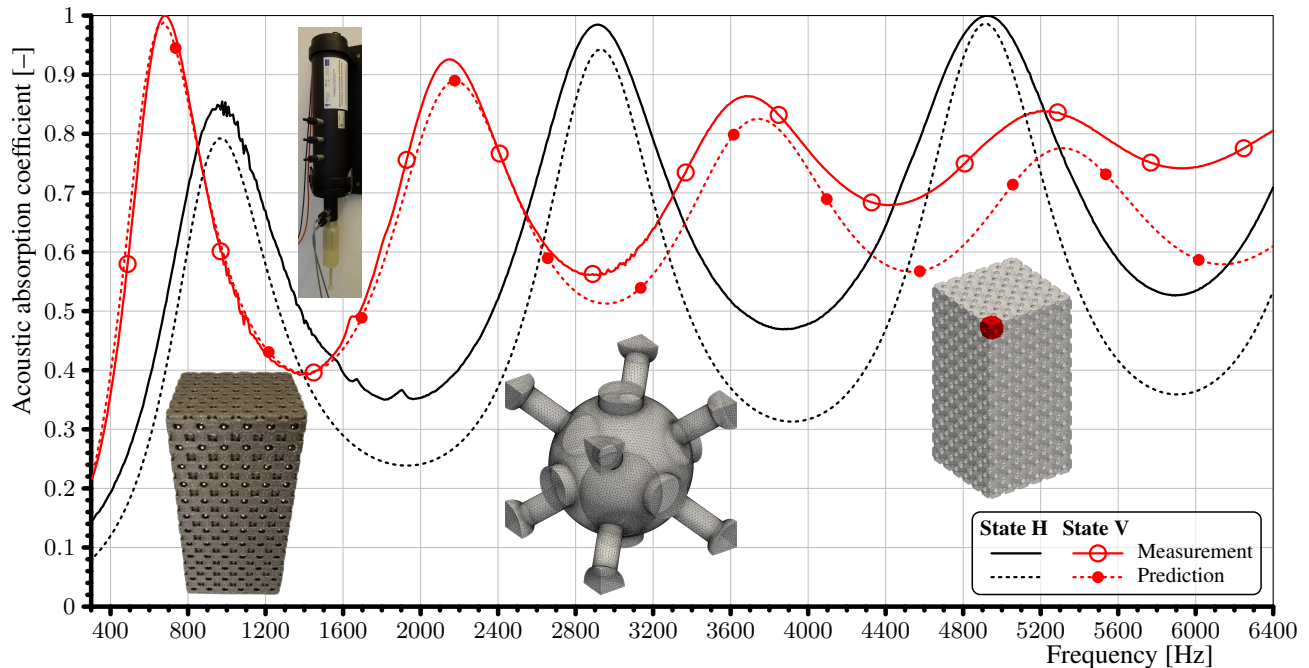 Acoustic absorption coefficient [–]
1
0.9
0.8
0.7
0.6
0.5
0.4
0.3
0.2
0.1
0
400 800 1200 1600 2000 2400 2800 3200 3600 4000 4400 4800 5200 5600 6000 6400
Frequency [Hz]
State H State V
Measurement
Prediction